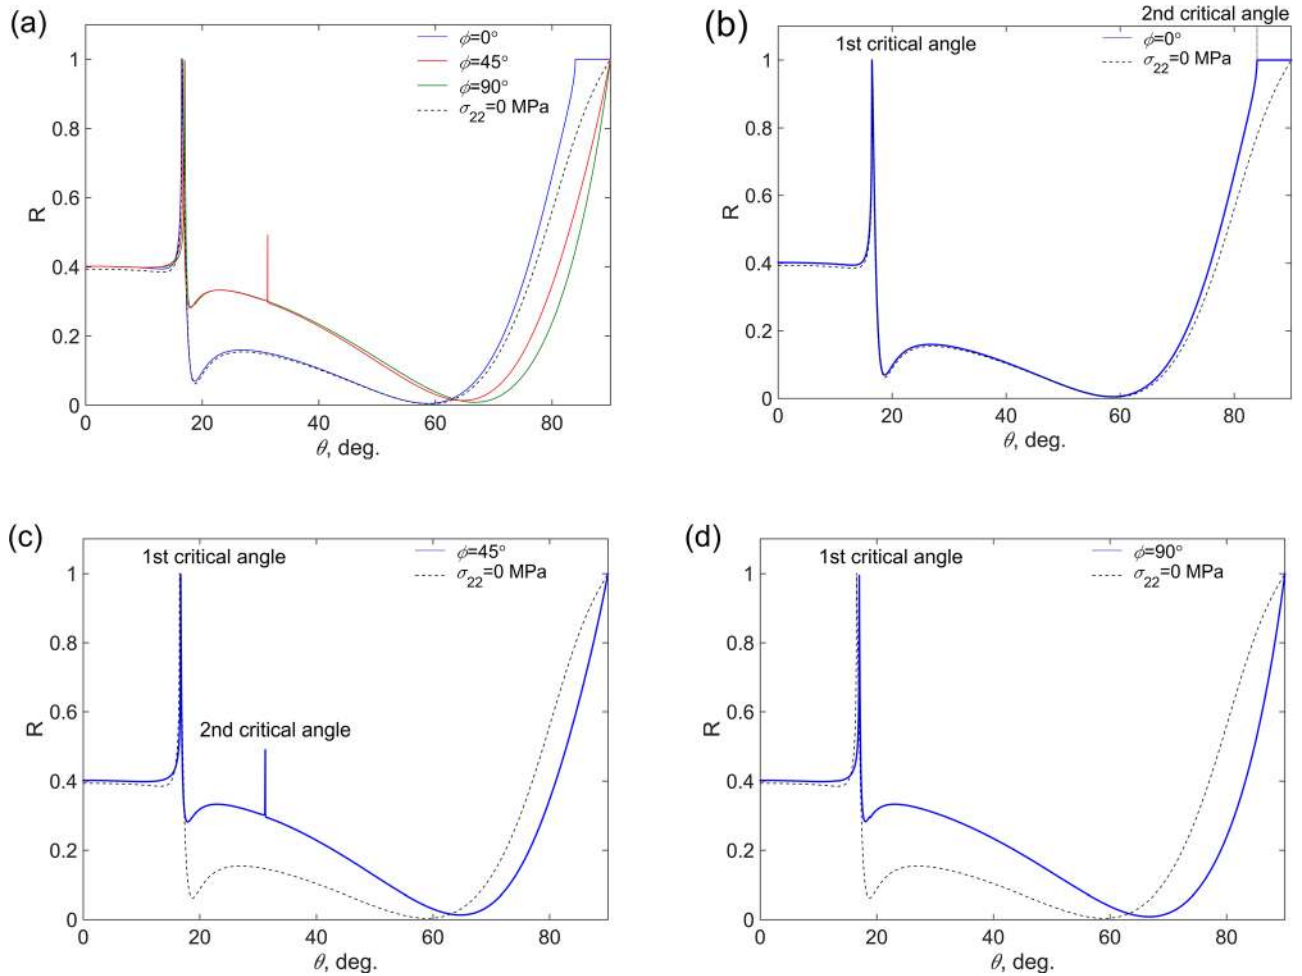 (a)
ϕ=0°
ϕ=45°
ϕ=90°
σ22=0 MPa
1
0.8
0.6
0.4
0.2
0
R
0 20 40 60 80
θ, deg.
(b)
2nd critical angle
1st critical angle
ϕ=0°
σ22=0 MPa
1
0.8
0.6
0.4
0.2
0
R
0 20 40 60 80
θ, deg.
(c)
1st critical angle
ϕ=45°
σ22=0 MPa
2nd critical angle
1
0.8
0.6
0.4
0.2
0
R
0 20 40 60 80
θ, deg.
(d)
1st critical angle
ϕ=90°
σ22=0 MPa
1
0.8
0.6
0.4
0.2
0
R
0 20 40 60 80
θ, deg.